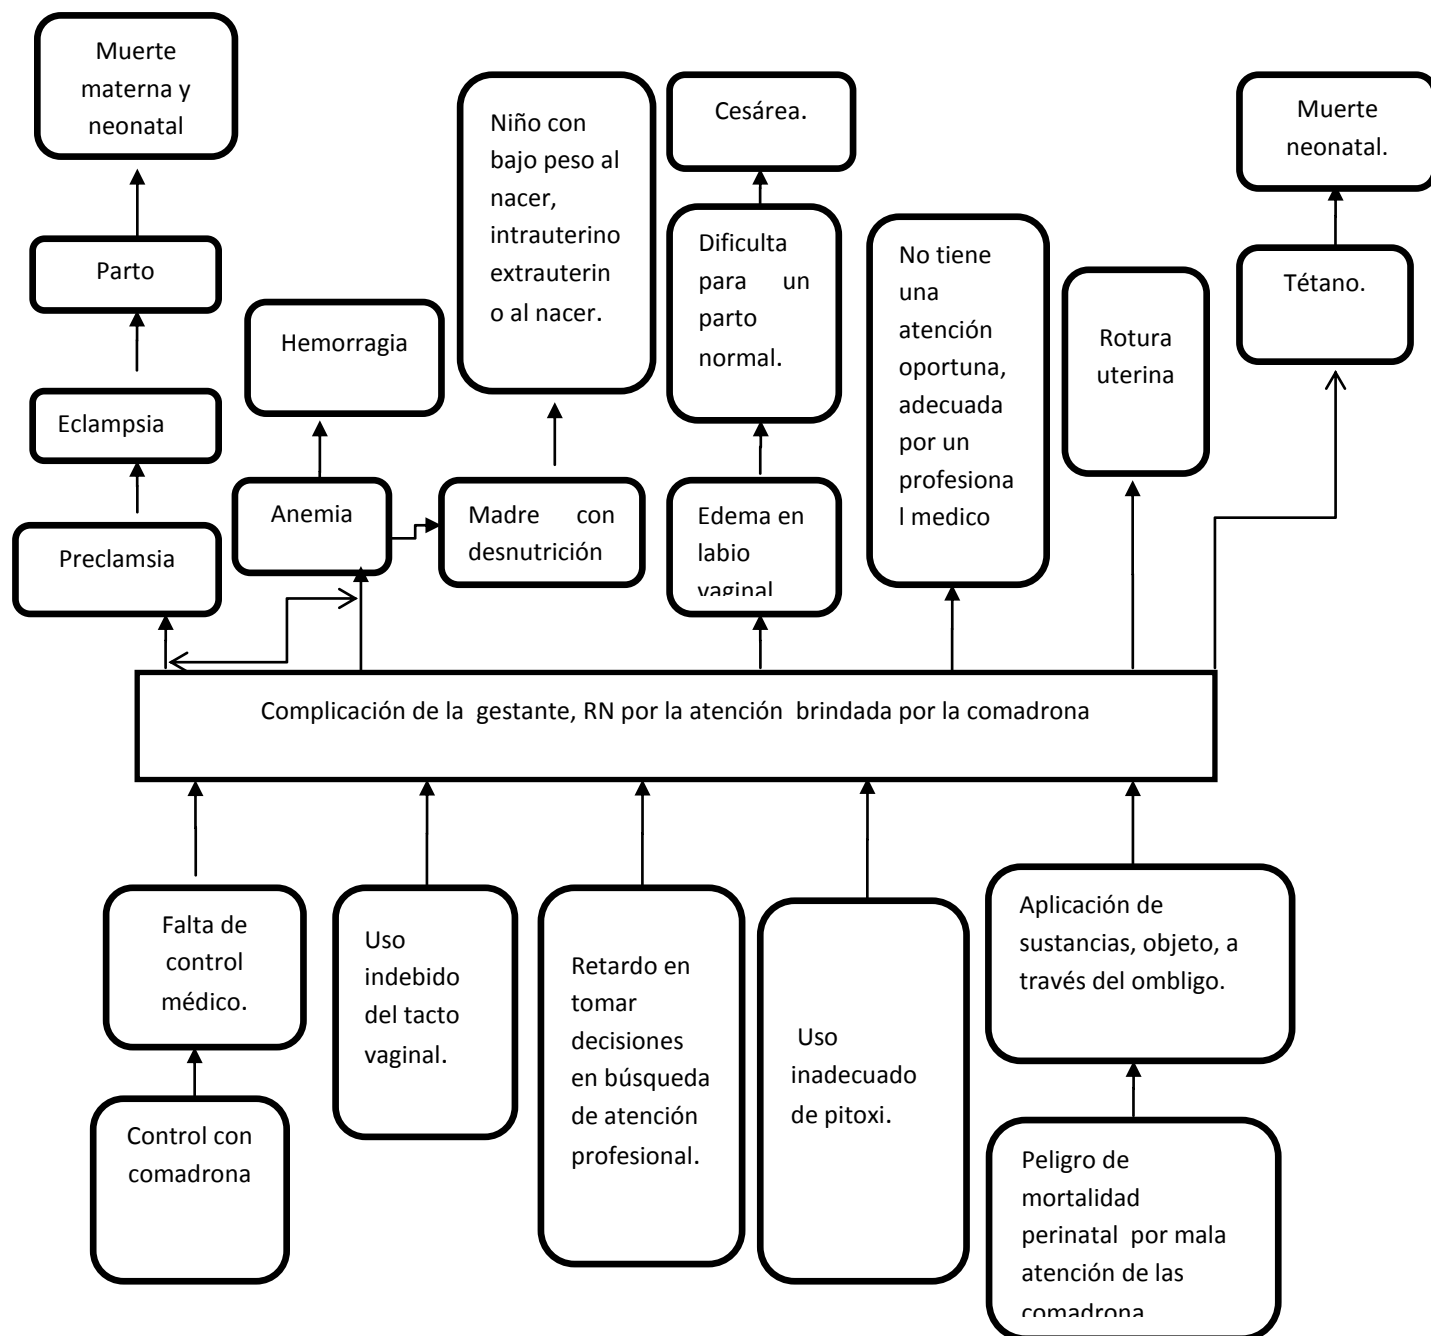 Muerte
materna y
neonatal
Parto
Eclampsia
Preclamsia
Hemorragia
Anemia
Niño con
bajo peso al
nacer,
intrauterino
extrauterin
o al nacer.
Madre con
desnutrición
Cesárea.
Dificulta
para un
parto
normal.
Edema en
labio
vaginal
No tiene
una
atención
oportuna,
adecuada
por un
profesiona
l medico
Rotura
uterina
Muerte
neonatal.
Tétano.
Complicación de la gestante, RN por la atención brindada por la comadrona
Falta de
control
médico.
Control con
comadrona
Uso
indebido
del tacto
vaginal.
Retardo en
tomar
decisiones
en búsqueda
de atención
profesional.
Uso
inadecuado
de pitoxi.
Aplicación de
sustancias, objeto, a
través del ombligo.
Peligro de
mortalidad
perinatal por mala
atención de las
comadrona